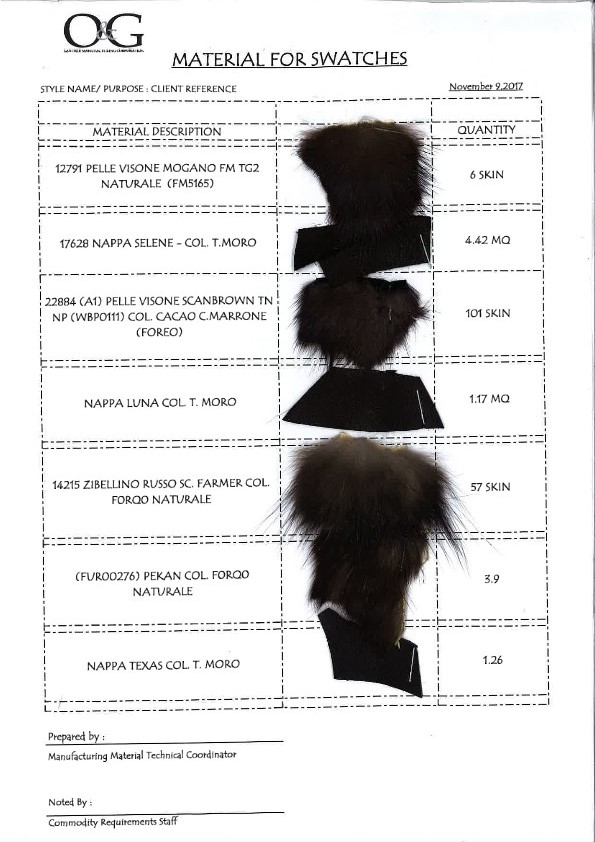 O&G
MATERIAL FOR SWATCHES
STYLE NAME/ PURPOSE : CLIENT REFERENCE
November 9,2017
MATERIAL DESCRIPTION
QUANTITY
12791 PELLE VISONE MOGANO FM TG2
NATURALE (FM5165)
6 SKIN
17628 NAPPA SELENE - COL. T.MORO
4.42 MQ
22884 (A1) PELLE VISONE SCANBROWN TN
NP (WBP0111) COL. CACAO C.MARRONE
(FOREO)
101 SKIN
NAPPA LUNA COL. T. MORO
1.17 MQ
14215 ZIBELLINO RUSSO SC. FARMER COL.
FORQO NATURALE
57 SKIN
(FUR00276) PEKAN COL. FORQO
NATURALE
3.9
NAPPA TEXAS COL. T. MORO
1.26
Prepared by :
Manufacturing Material Technical Coordinator
Noted By :
Commodity Requirements Staff